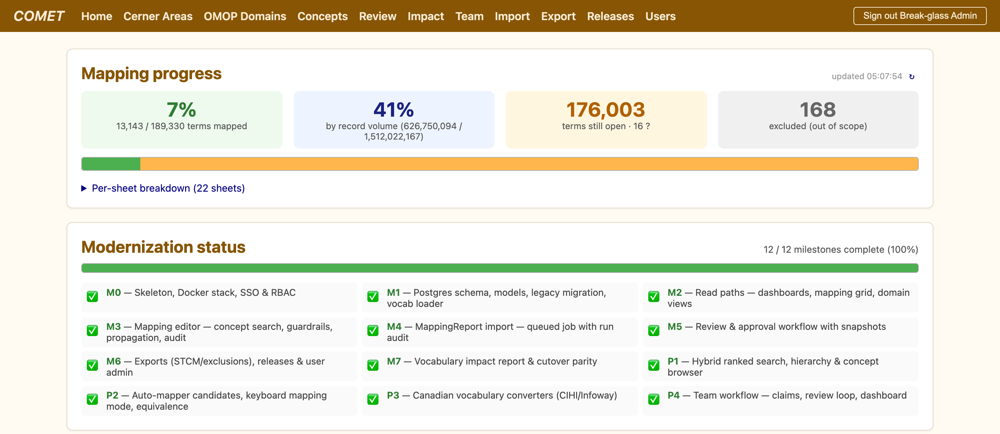 COMET Home Cerner Areas OMOP Domains Concepts Review Impact Team Import Export Releases Users Sign out Break-glass Admin
Mapping progress
updated 05:07:54 ↻
7%
13,143 / 189,330 terms mapped
41%
by record volume (626,750,094 /
1,512,022,167)
176,003
terms still open · 16 ?
168
excluded (out of scope)
▶ Per-sheet breakdown (22 sheets)
Modernization status
12 / 12 milestones complete (100%)
✅ M0 — Skeleton, Docker stack, SSO & RBAC
✅ M1 — Postgres schema, models, legacy migration,
vocab loader
✅ M2 — Read paths — dashboards, mapping grid, domain
views
✅ M3 — Mapping editor — concept search, guardrails,
propagation, audit
✅ M4 — MappingReport import — queued job with run
audit
✅ M5 — Review & approval workflow with snapshots
✅ M6 — Exports (STCM/exclusions), releases & user
admin
✅ M7 — Vocabulary impact report & cutover parity
✅ P1 — Hybrid ranked search, hierarchy & concept
browser
✅ P2 — Auto-mapper candidates, keyboard mapping
mode, equivalence
✅ P3 — Canadian vocabulary converters (CIHI/Infoway)
✅ P4 — Team workflow — claims, review loop, dashboard